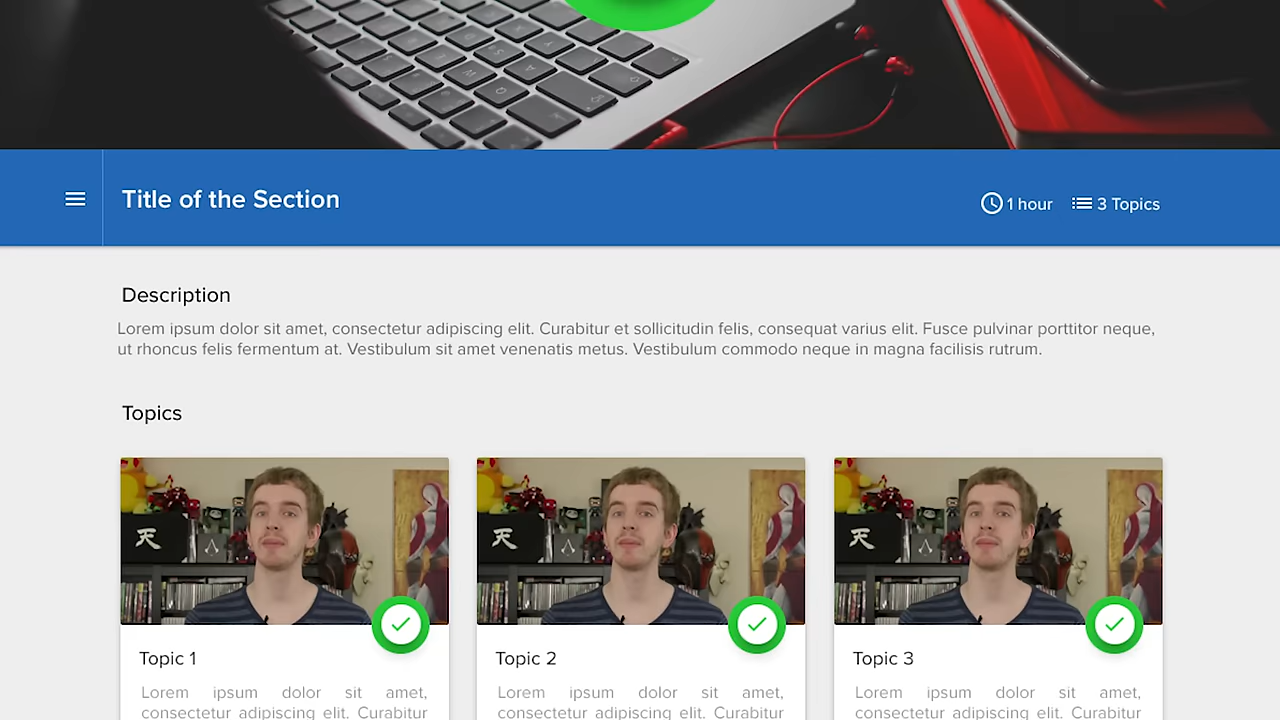 Title of the Section
1 hour
3 Topics
Description
Lorem ipsum dolor sit amet, consectetur adipiscing elit. Curabitur et sollicitudin felis, consequat varius elit. Fusce pulvinar porttitor neque,
ut rhoncus felis fermentum at. Vestibulum sit amet venenatis metus. Vestibulum commodo neque in magna facilisis rutrum.
Topics
天
天
天
Topic 1
Lorem ipsum dolor sit amet,
consectetur adipiscing elit. Curabitur
Topic 2
Lorem ipsum dolor sit amet,
consectetur adipiscing elit. Curabitur
Topic 3
Lorem ipsum dolor sit amet,
consectetur adipiscing elit. Curabitur